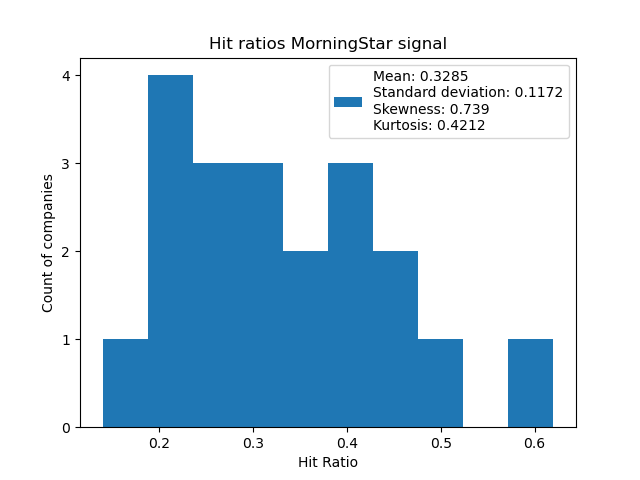 Hit ratios MorningStar signal
Mean: 0.3285
Standard deviation: 0.1172
Skewness: 0.739
Kurtosis: 0.4212
Count of companies
4
3
2
1
0
0.2 0.3 0.4 0.5 0.6
Hit Ratio